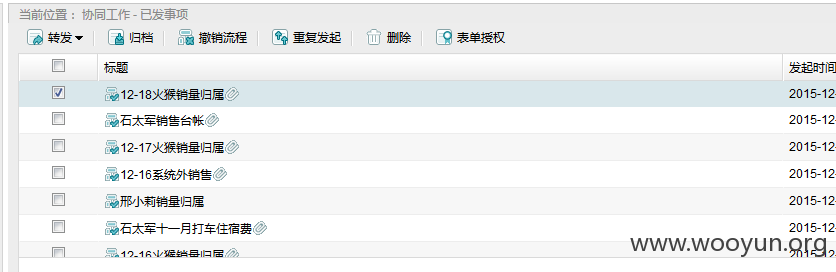 当前位置： 协同工作 - 已发事项
转发 归档 撤销流程 重复发起 删除 表单授权
标题 发起时间
12-18火猴销量归属 2015-12-
石太军销售台帐 2015-12-
12-17火猴销量归属 2015-12-
12-16系统外销售 2015-12-
邢小莉销量归属 2015-12-
石太军十一月打车住宿费 2015-12-
12-16火猴销量归属 2015-12-
www.wooyun.org